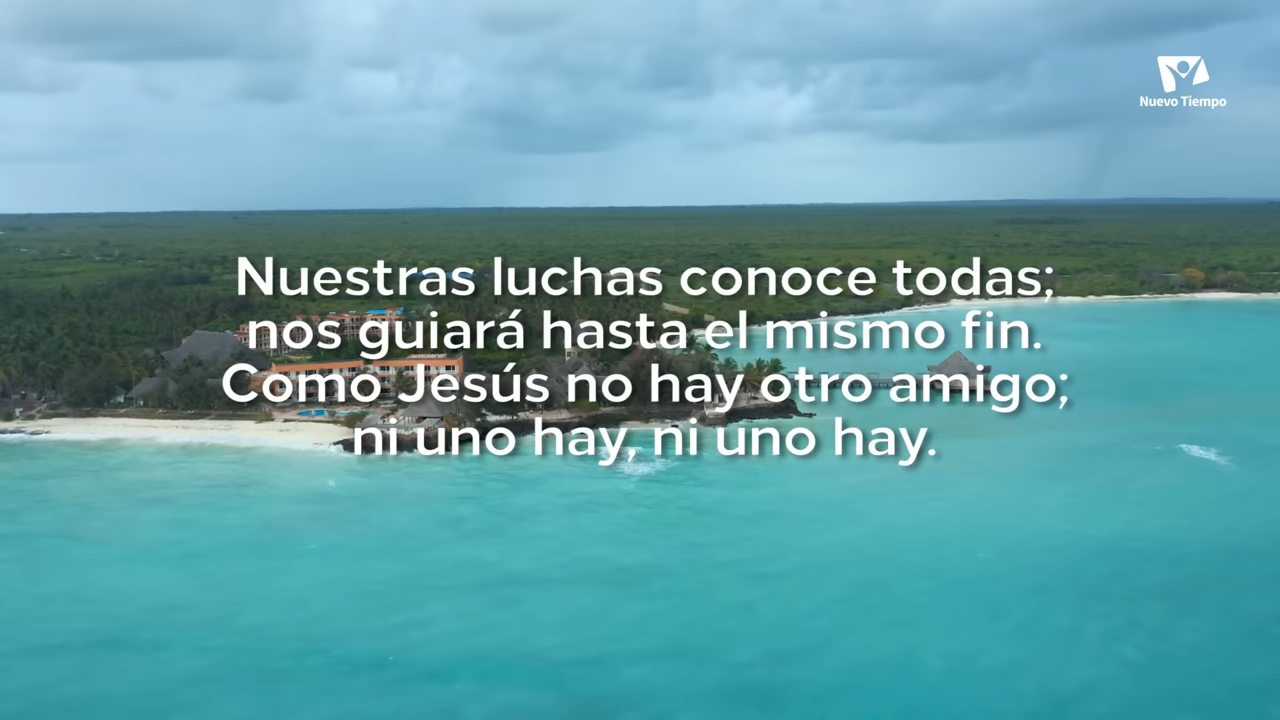 Nuevo Tiempo
Nuestras luchas conoce todas;
nos guiará hasta el mismo fin.
Como Jesús no hay otro amigo;
ni uno hay, ni uno hay.